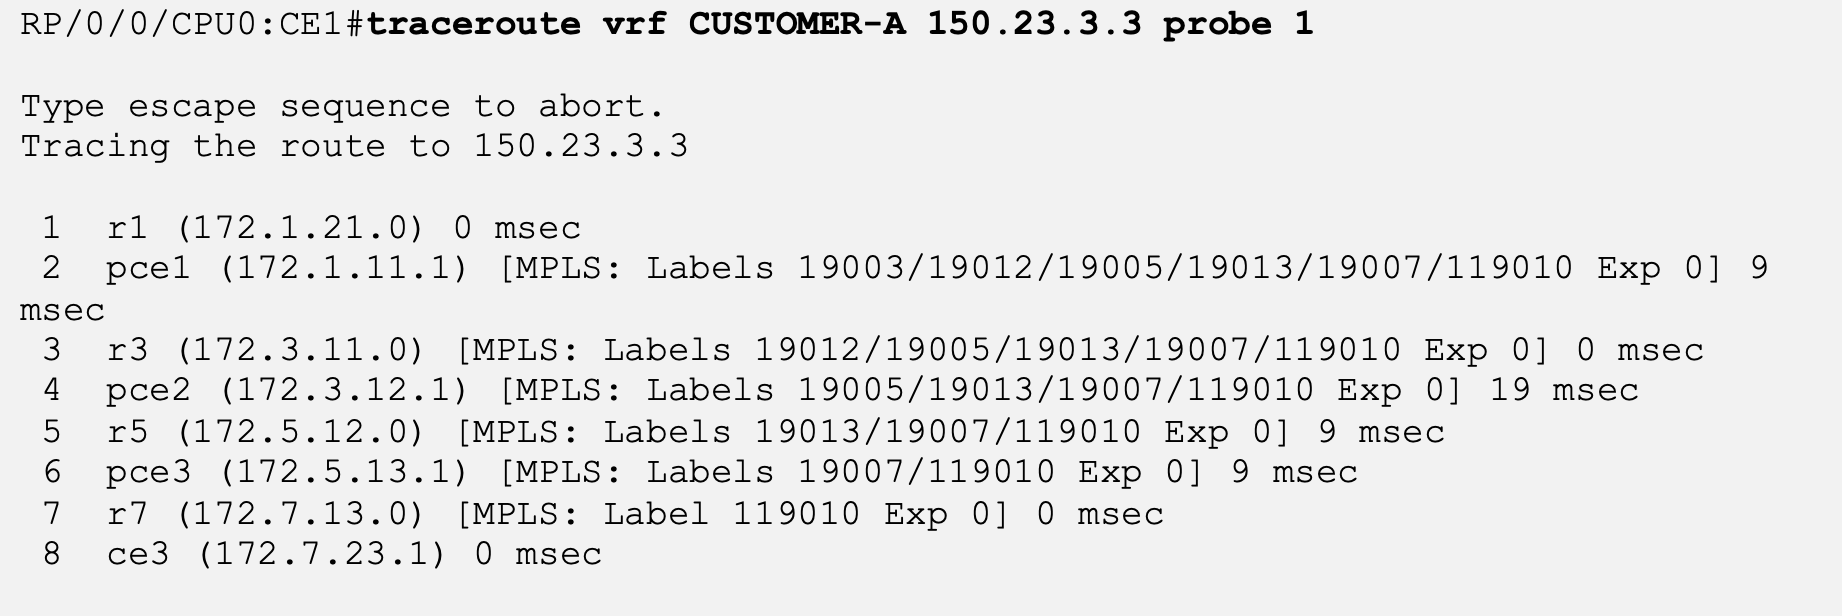 RP/0/0/CPU0:CE1#traceroute vrf CUSTOMER-A 150.23.3.3 probe 1
Type escape sequence to abort.
Tracing the route to 150.23.3.3
1 r1 (172.1.21.0) 0 msec
2 pce1 (172.1.11.1) [MPLS: Labels 19003/19012/19005/19013/19007/119010 Exp 0] 9
msec
3 r3 (172.3.11.0) [MPLS: Labels 19012/19005/19013/19007/119010 Exp 0] 0 msec
4 pce2 (172.3.12.1) [MPLS: Labels 19005/19013/19007/119010 Exp 0] 19 msec
5 r5 (172.5.12.0) [MPLS: Labels 19013/19007/119010 Exp 0] 9 msec
6 pce3 (172.5.13.1) [MPLS: Labels 19007/119010 Exp 0] 9 msec
7 r7 (172.7.13.0) [MPLS: Label 119010 Exp 0] 0 msec
8 ce3 (172.7.23.1) 0 msec